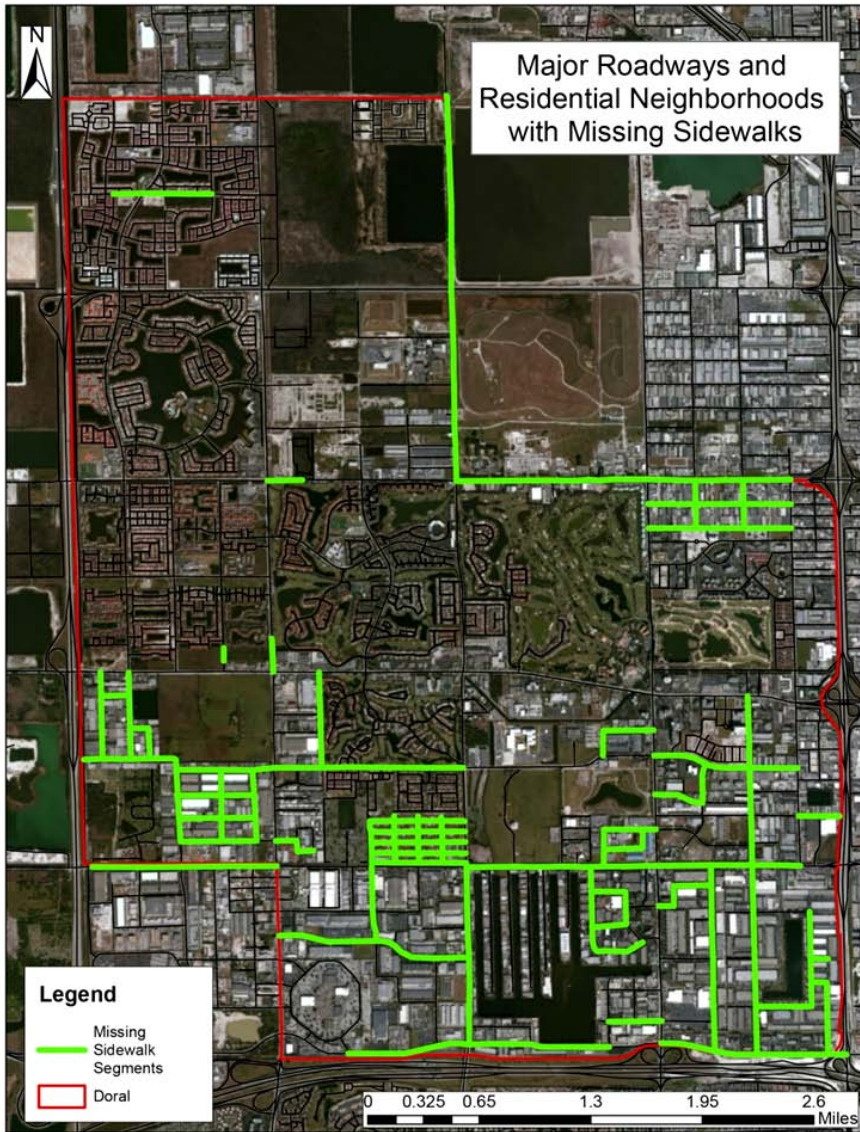 N
Major Roadways and
Residential Neighborhoods
with Missing Sidewalks
Legend
Missing
Sidewalk
Segments
Doral
0 0.325 0.65 1.3 1.95 2.6
Miles